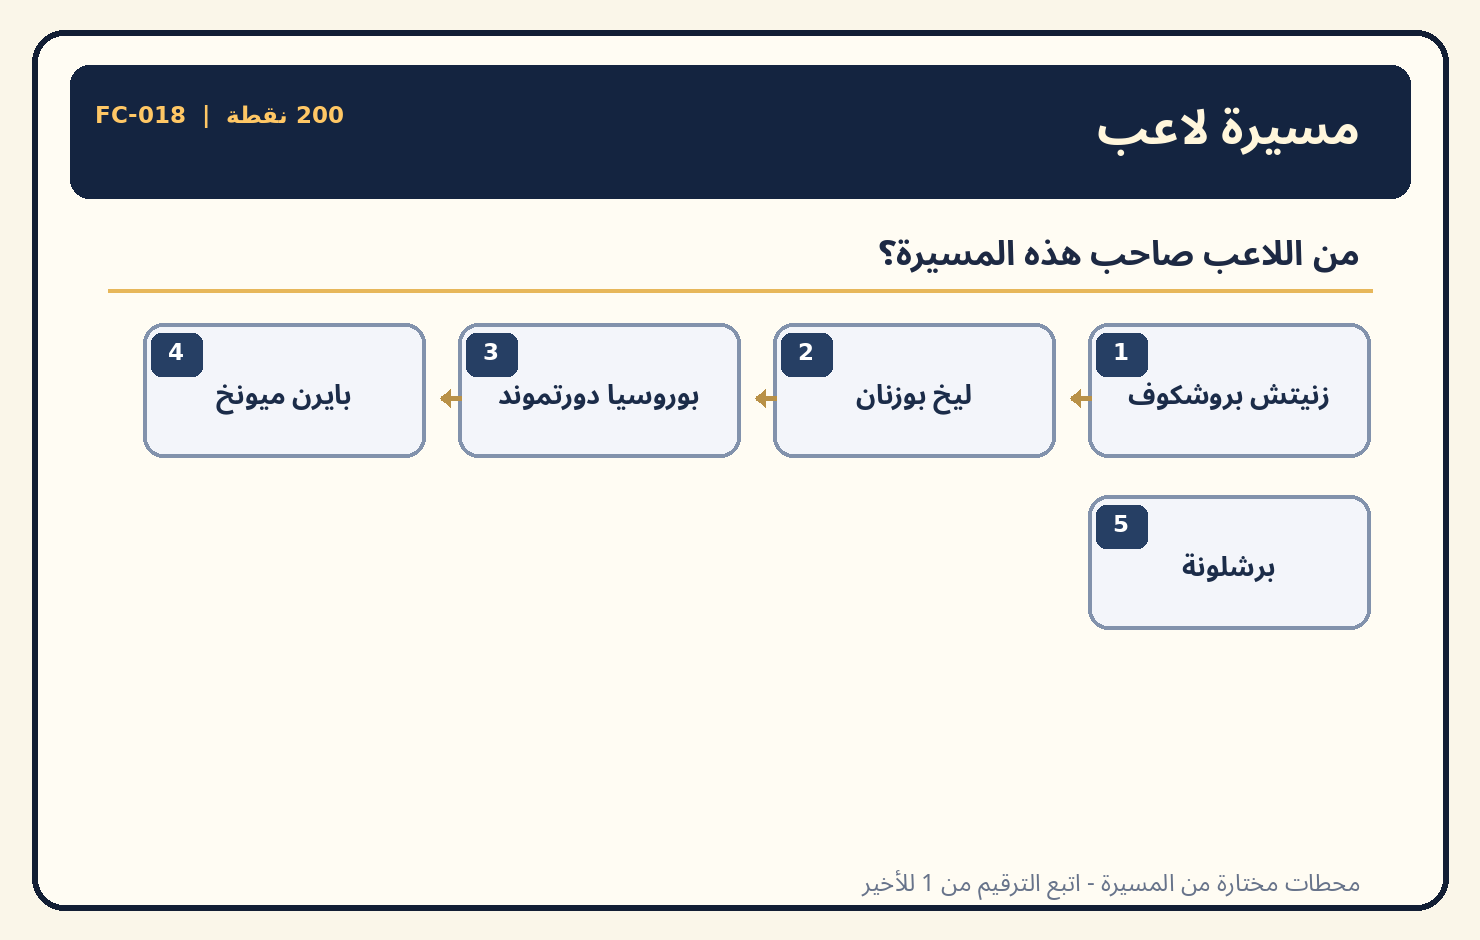 مسيرة لاعب
200 نقطة | FC-018
من اللاعب صاحب هذه المسيرة؟
1
زنيتش بروشكوف
2
ليخ بوزنان
3
بوروسيا دورتموند
4
بايرن ميونخ
5
برشلونة
محطات مختارة من المسيرة - اتبع الترقيم من 1 للأخير